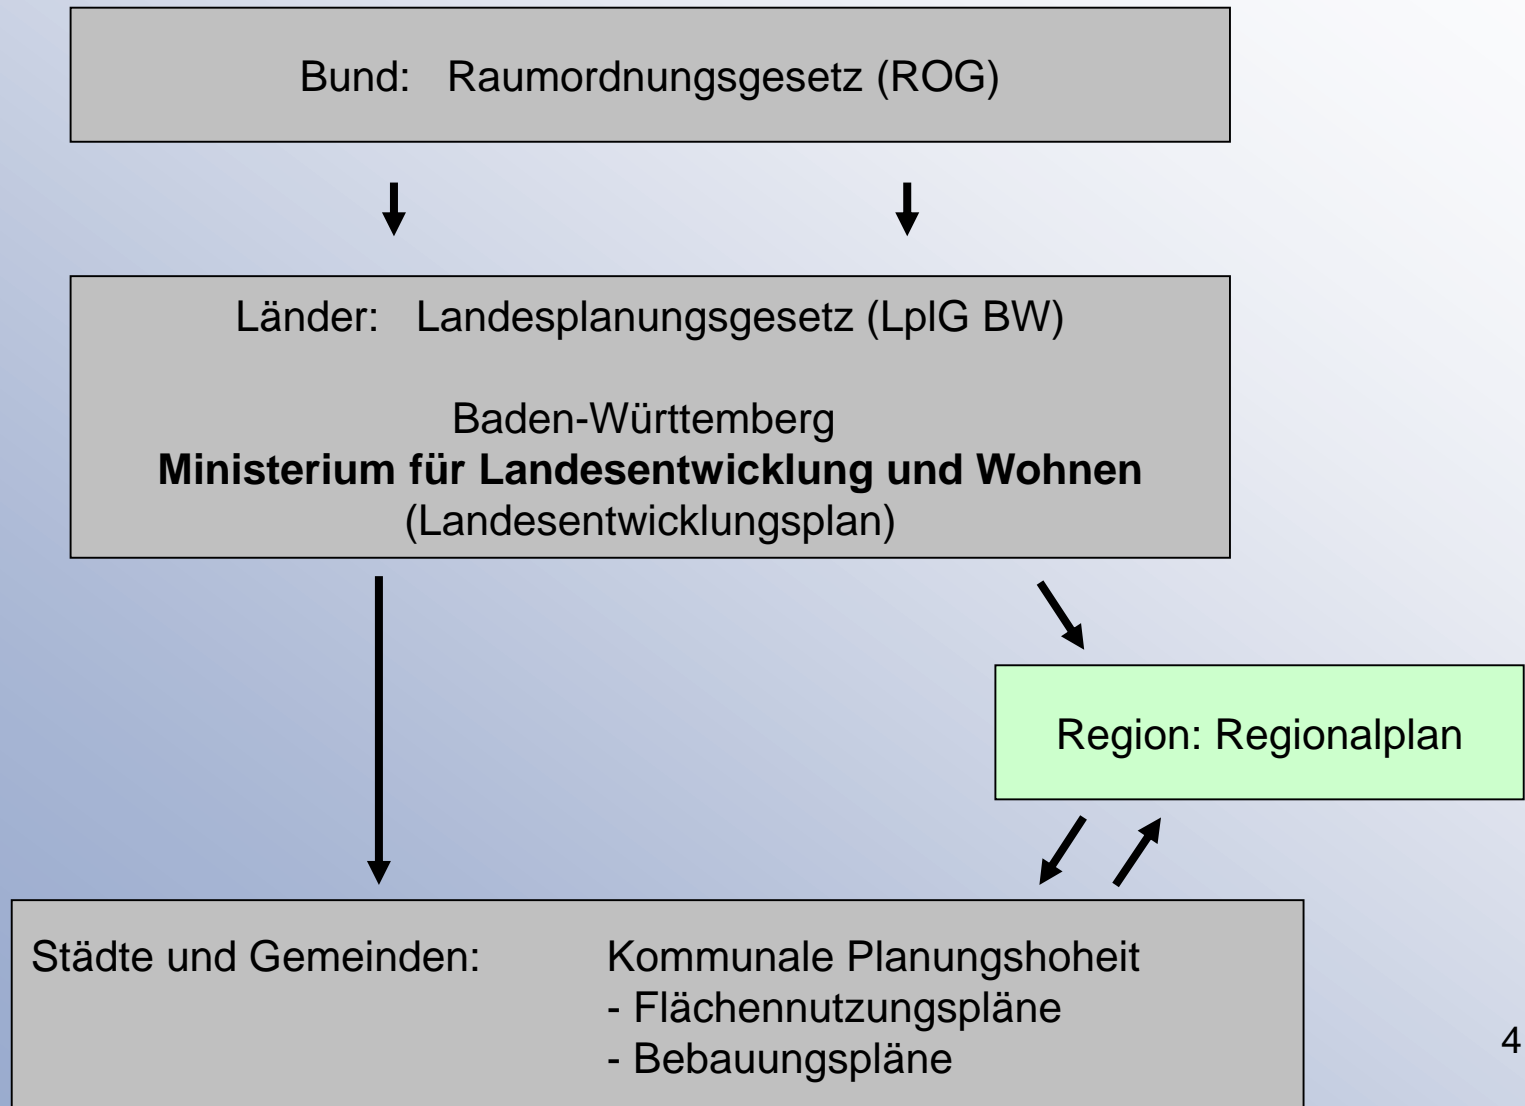 Bund: Raumordnungsgesetz (ROG)
Länder: Landesplanungsgesetz (LplG BW)
Baden-Württemberg
Ministerium für Landesentwicklung und Wohnen
(Landesentwicklungsplan)
Region: Regionalplan
Städte und Gemeinden: Kommunale Planungshoheit
- Flächennutzungspläne
- Bebauungspläne
4